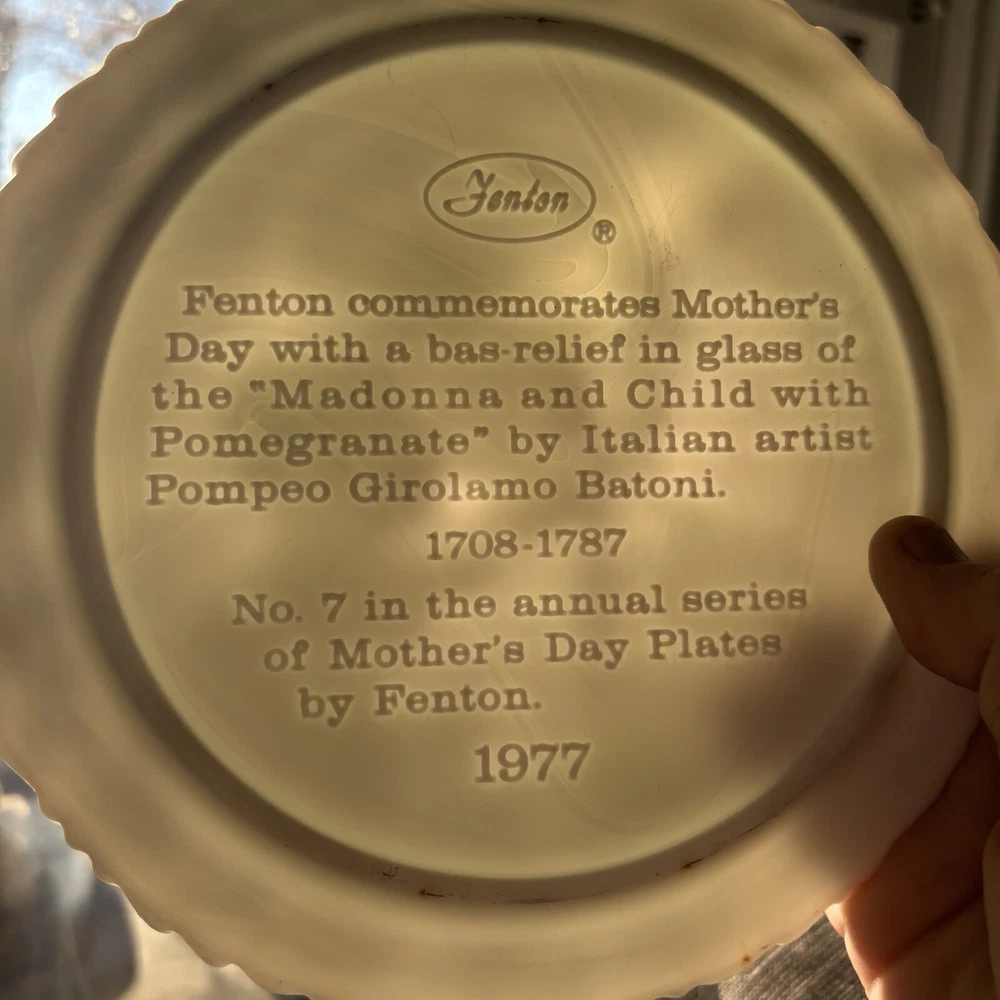 Fenton
®
Fenton commemorates Mother's
Day with a bas-relief in glass of
the "Madonna and Child with
Pomegranate" by Italian artist
Pompeo Girolamo Batoni.
1708-1787
No. 7 in the annual series
of Mother's Day Plates
by Fenton.
1977